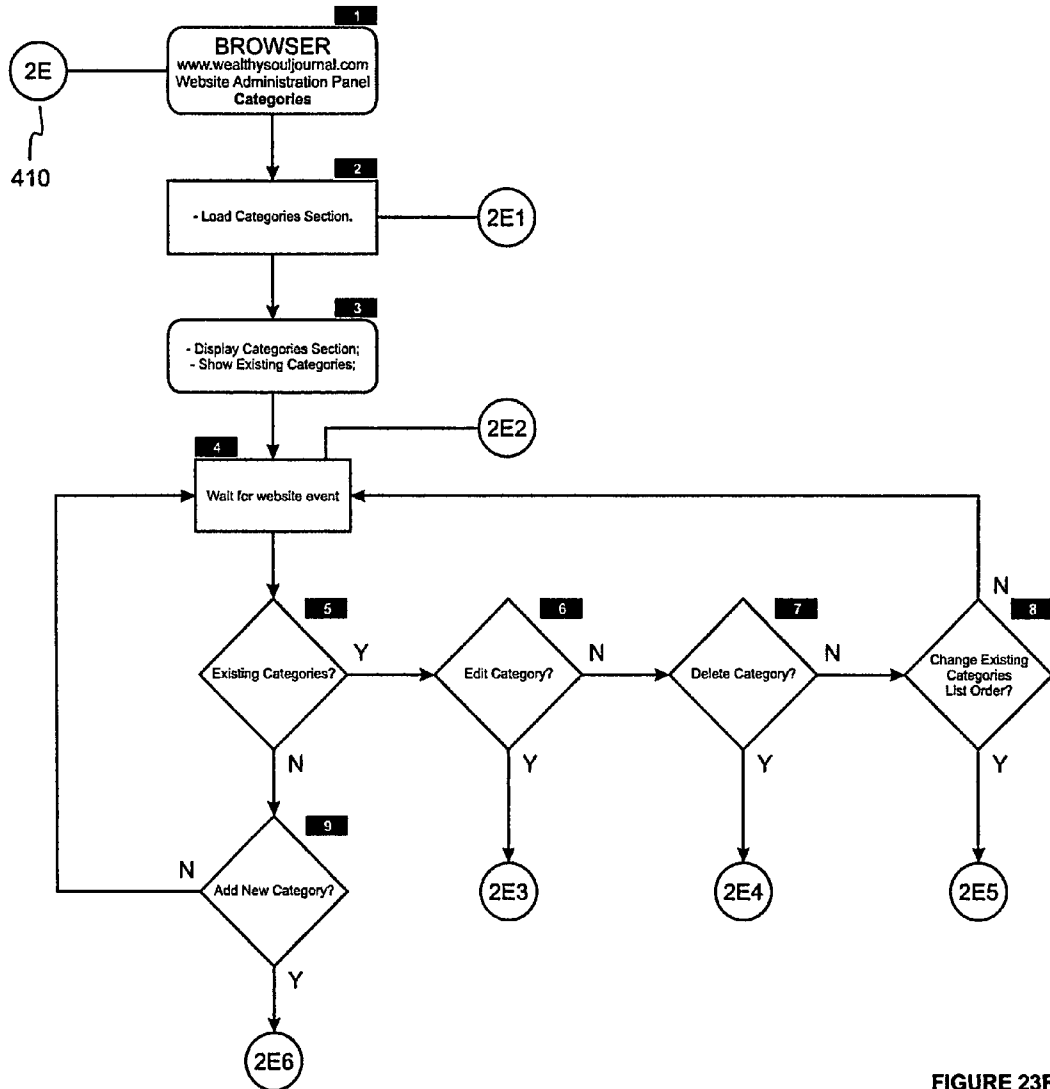 1
BROWSER
www.wealthysouljournal.com
Website Administration Panel
Categories
2E
410
2
- Load Categories Section.
2E1
3
- Display Categories Section;
- Show Existing Categories;
2E2
4
Wait for website event
5
Existing Categories?
Y
N
6
Edit Category?
N
Y
7
Delete Category?
N
Y
8
Change Existing
Categories
List Order?
N
Y
9
Add New Category?
N
Y
2E3
2E4
2E5
2E6